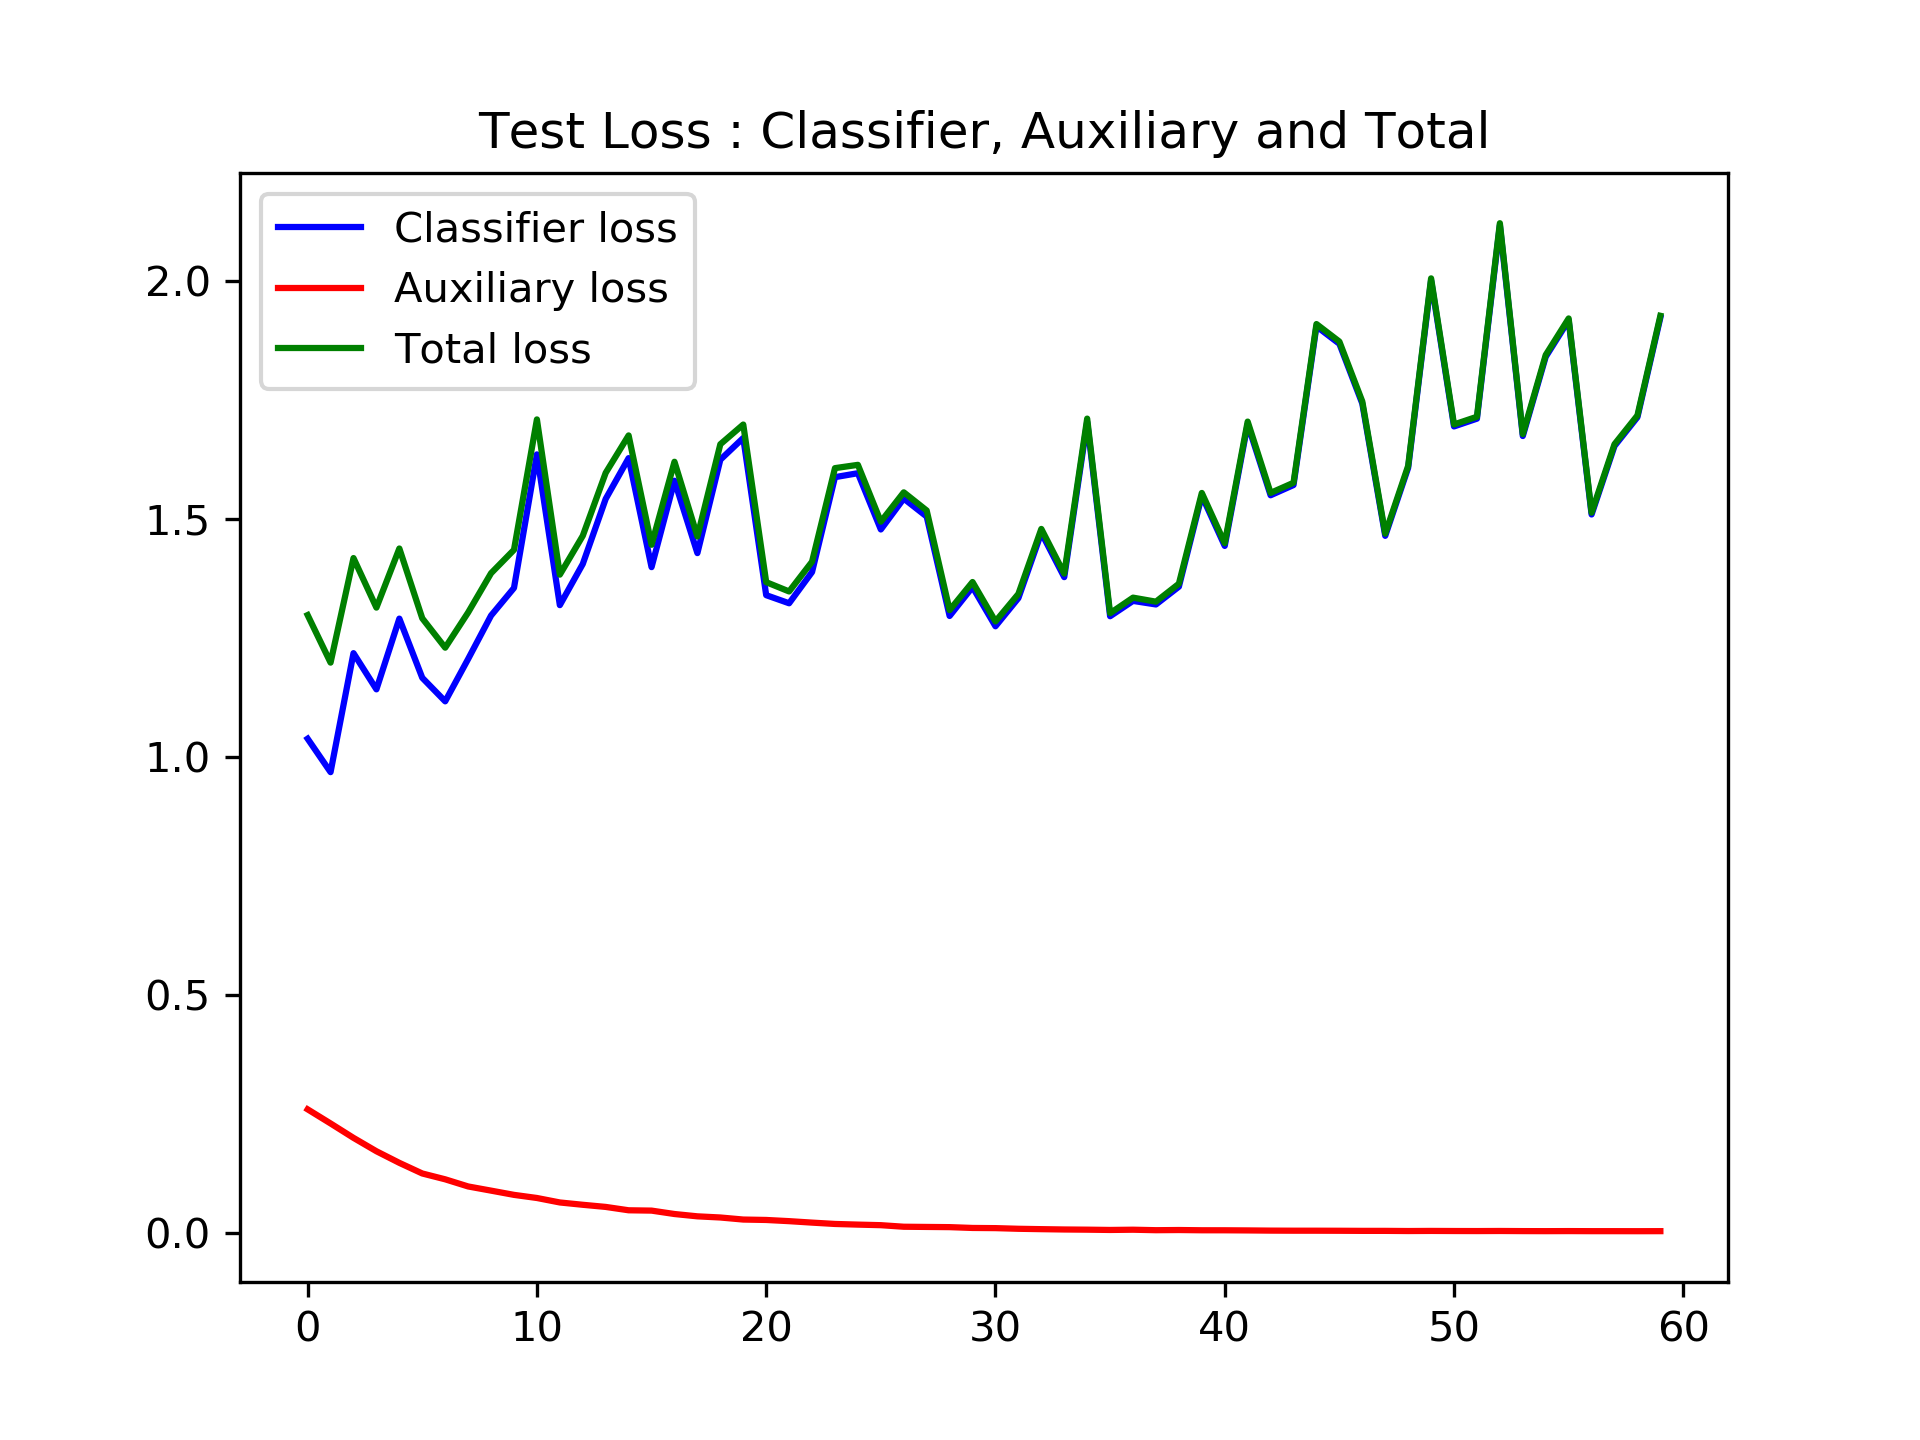 Test Loss : Classifier, Auxiliary and Total
Classifier loss
Auxiliary loss
Total loss
2.0
1.5
1.0
0.5
0.0
0 10 20 30 40 50 60